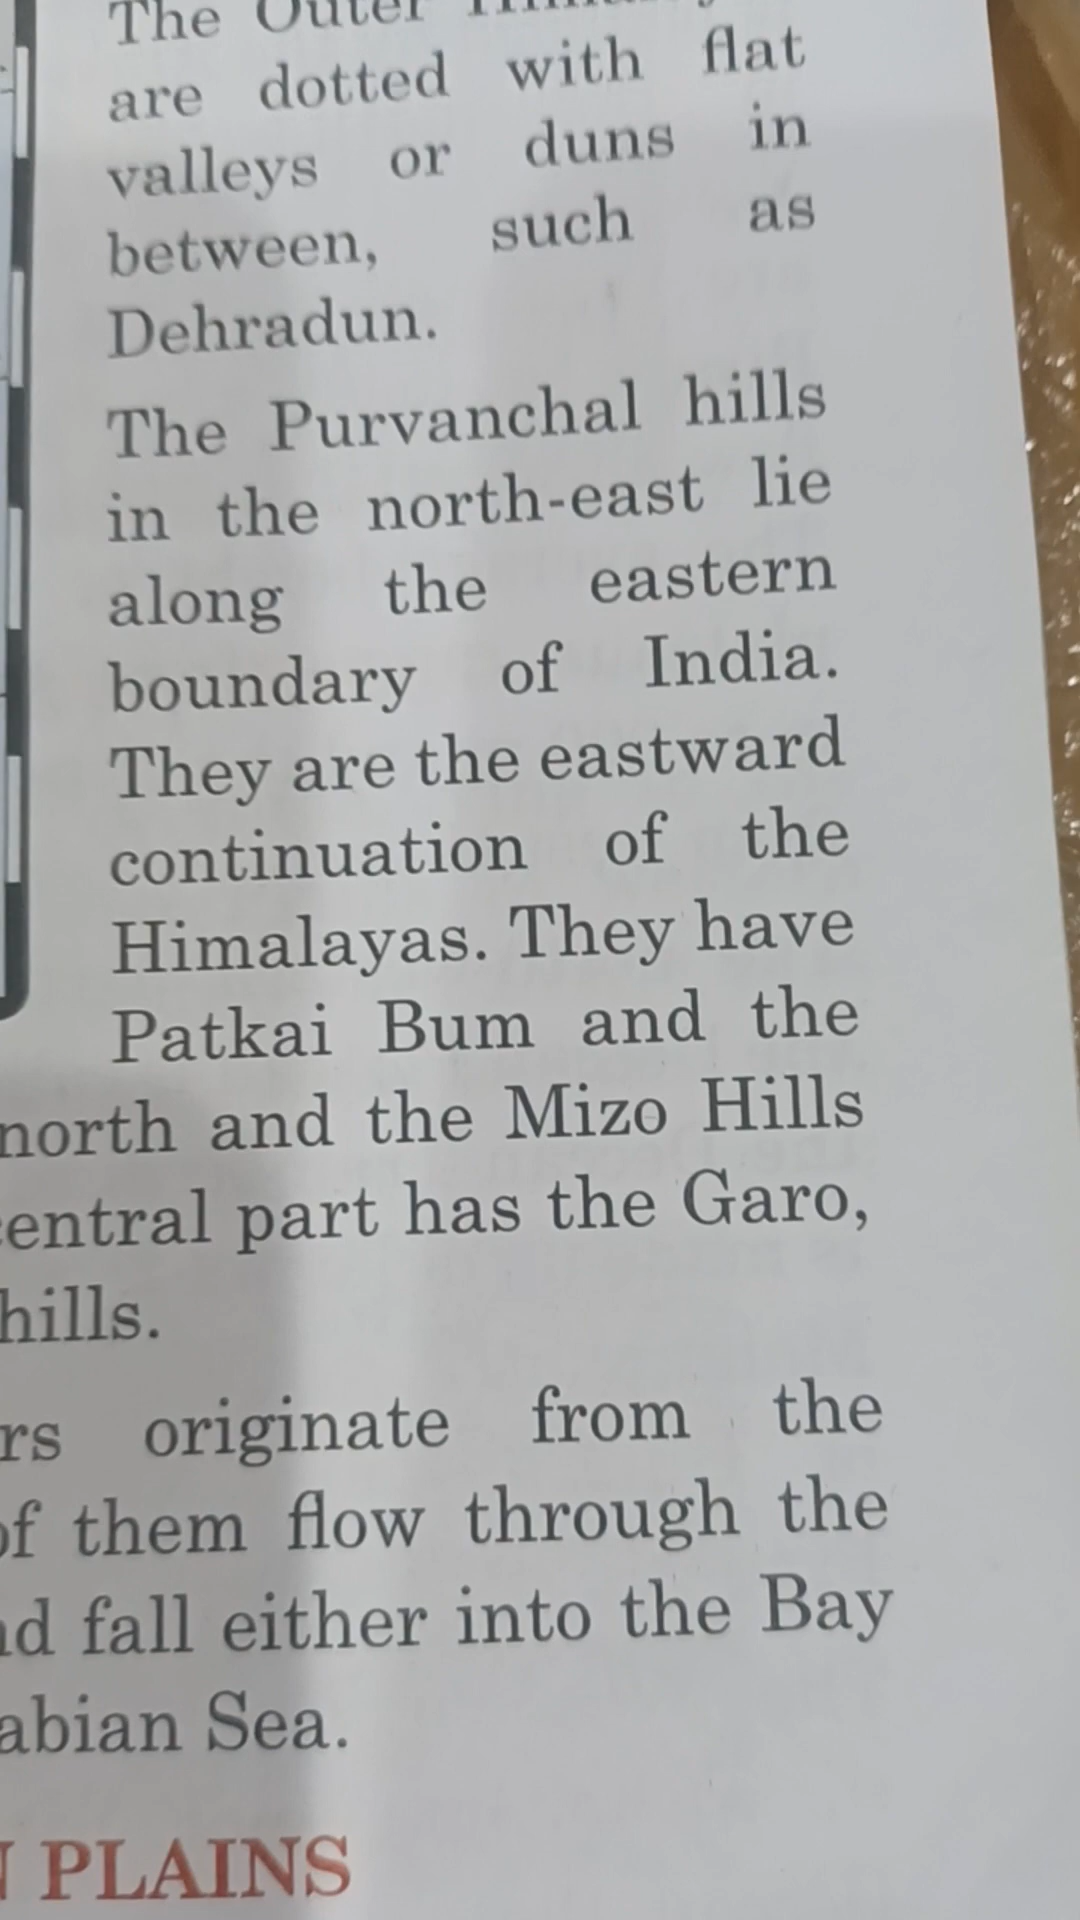 The Outer
are dotted with flat
valleys or duns in
between, such as
Dehradun.
The Purvanchal hills
in the north-east lie
along the eastern
boundary of India.
They are the eastward
continuation of the
Himalayas. They have
Patkai Bum and the
north and the Mizo Hills
entral part has the Garo,
hills.
rs originate from the
of them flow through the
d fall either into the Bay
abian Sea.
PLAINS